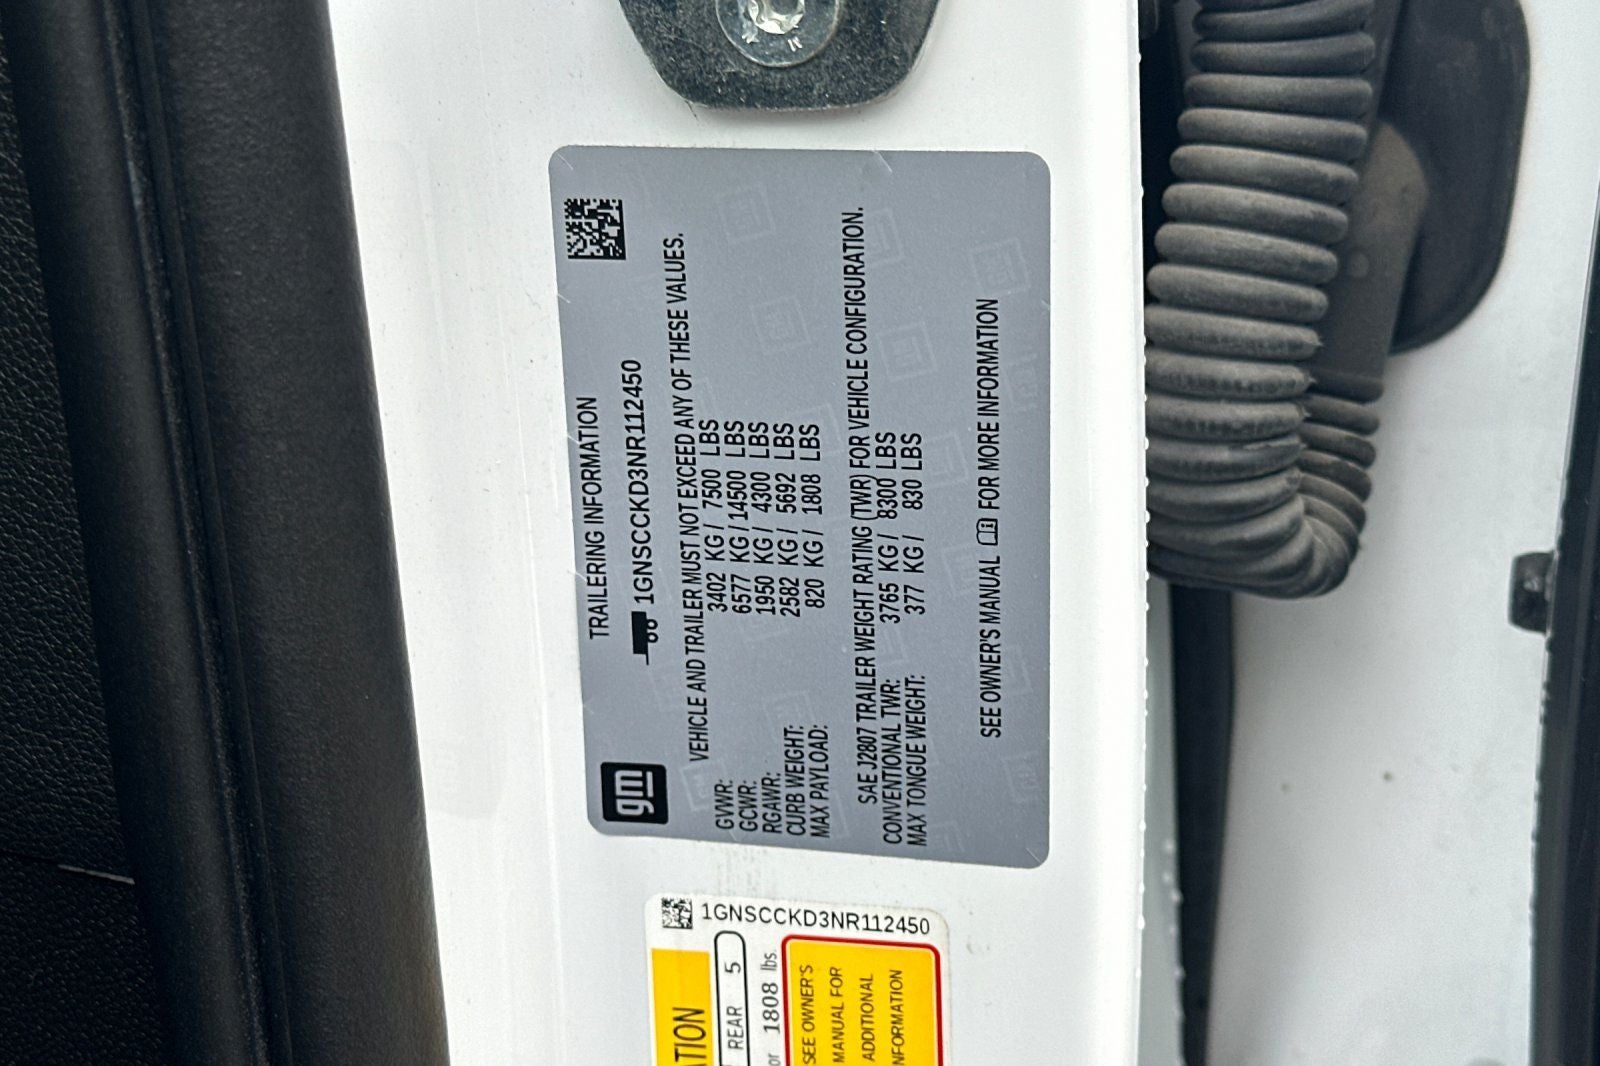 gm
TRAILERING INFORMATION
1GNSCCKD3NR112450
VEHICLE AND TRAILER MUST NOT EXCEED ANY OF THESE VALUES.
GVWR: 3402 KG / 7500 LBS
GCWR: 6577 KG / 14500 LBS
RGAWR: 1950 KG / 4300 LBS
CURB WEIGHT: 2582 KG / 5692 LBS
MAX PAYLOAD: 820 KG / 1808 LBS
SAE J2807 TRAILER WEIGHT RATING (TWR) FOR VEHICLE CONFIGURATION.
CONVENTIONAL TWR: 3765 KG / 8300 LBS
MAX TONGUE WEIGHT: 377 KG / 830 LBS
SEE OWNER'S MANUAL FOR MORE INFORMATION
1GNSCCKD3NR112450
ATION
REAR 5
or 1808 lbs.
SEE OWNER'S
MANUAL FOR
ADDITIONAL
INFORMATION